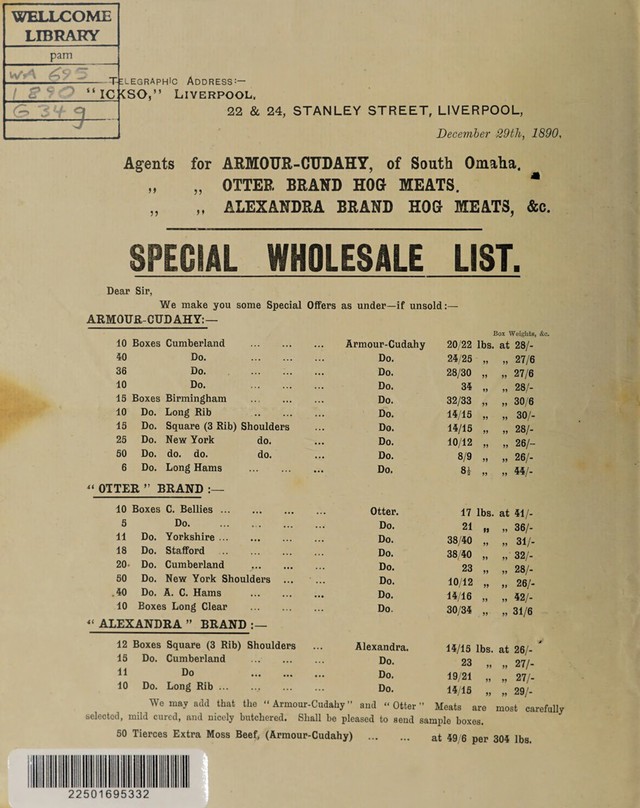 WELLCOME
LIBRARY
pam
WA 695
1890
G34g
TELEGRAPHIC ADDRESS:—
"ICKSO," LIVERPOOL.
22 & 24, STANLEY STREET, LIVERPOOL,
December 29th, 1890.
Agents for ARMOUR-CUDAHY, of South Omaha.
„ „ OTTER BRAND HOG MEATS.
„ „ ALEXANDRA BRAND HOG MEATS, &c.
SPECIAL WHOLESALE LIST.
Dear Sir,
We make you some Special Offers as under—if unsold:—
ARMOUR-CUDAHY:—
Box Weights, &c.
10 Boxes Cumberland ... ... ... Armour-Cudahy 20/22 lbs. at 28/-
40 Do. ... ... ... Do. 24/25 „ „ 27/6
36 Do. ... ... ... Do. 28/30 „ „ 27/6
10 Do. ... ... ... Do. 34 „ „ 28/-
15 Boxes Birmingham ... ... ... Do. 32/33 „ „ 30/6
10 Do. Long Rib ... ... ... Do. 14/15 „ „ 30/-
15 Do. Square (3 Rib) Shoulders ... Do. 14/15 „ „ 28/-
25 Do. New York do. ... Do. 10/12 „ „ 26/-
50 Do. do. do. do. ... Do. 8/9 „ „ 26/-
6 Do. Long Hams ... ... ... Do. 8½ „ „ 44/-
"OTTER" BRAND:—
10 Boxes C. Bellies ... ... ... ... Otter. 17 lbs. at 41/-
5 Do. ... ... ... ... Do. 21 „ „ 36/-
11 Do. Yorkshire ... ... ... ... Do. 38/40 „ „ 31/-
18 Do. Stafford ... ... ... ... Do. 38/40 „ „ 32/-
20 Do. Cumberland ... ... ... Do. 23 „ „ 28/-
50 Do. New York Shoulders ... ... Do. 10/12 „ „ 26/-
40 Do. A. C. Hams ... ... ... Do. 14/16 „ „ 42/-
10 Boxes Long Clear ... ... ... Do. 30/34 „ „ 31/6
"ALEXANDRA" BRAND:—
12 Boxes Square (3 Rib) Shoulders ... Alexandra. 14/15 lbs. at 26/-
15 Do. Cumberland ... ... ... Do. 23 „ „ 27/-
11 Do ... ... ... Do. 19/21 „ „ 27/-
10 Do. Long Rib ... ... ... ... Do. 14/15 „ „ 29/-
We may add that the "Armour-Cudahy" and "Otter" Meats are most carefully
selected, mild cured, and nicely butchered. Shall be pleased to send sample boxes.
50 Tierces Extra Moss Beef, (Armour-Cudahy) ... ... at 49/6 per 304 lbs.
22501695332